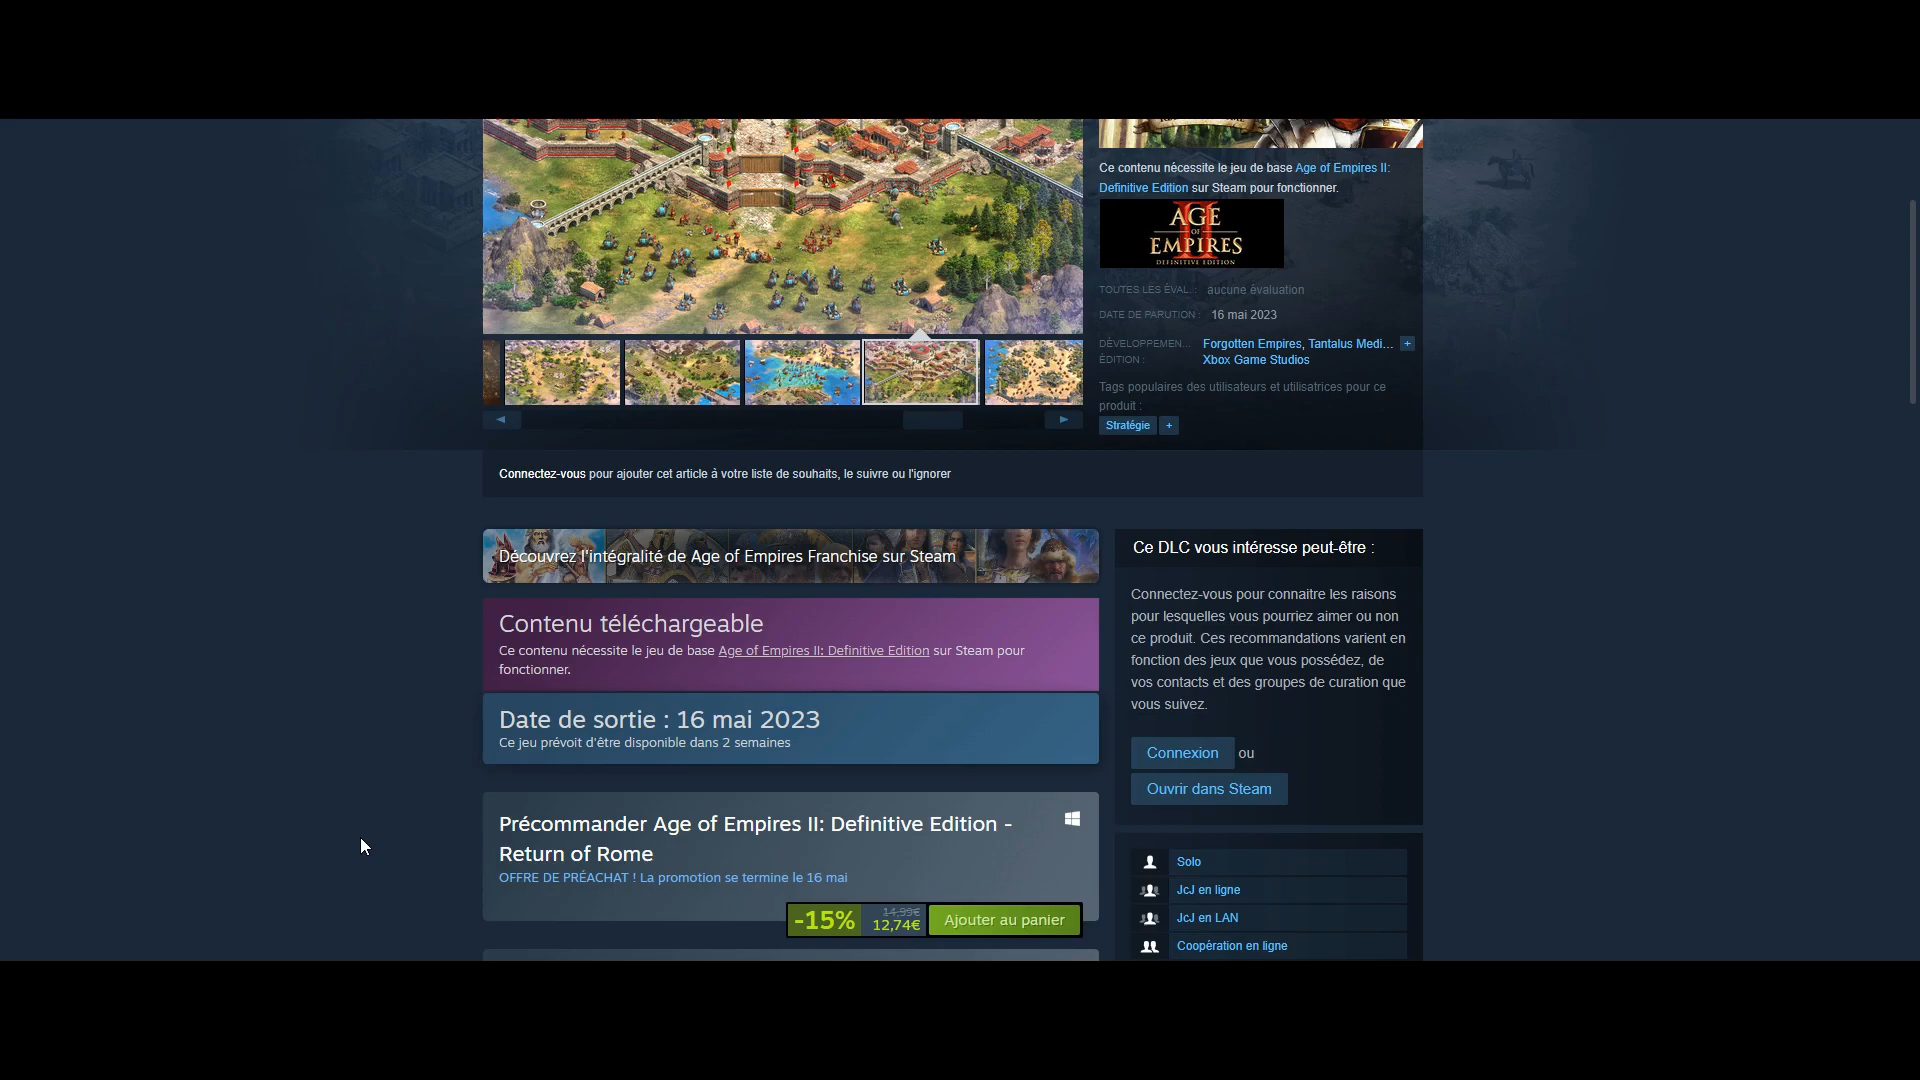 Ce contenu nécessite le jeu de base Age of Empires II:
Definitive Edition sur Steam pour fonctionner.
AGE
OF
EMPIRES
II
DEFINITIVE EDITION
TOUTES LES ÉVAL... : aucune évaluation
DATE DE PARUTION : 16 mai 2023
DÉVELOPPEMEN... Forgotten Empires, Tantalus Medi... +
ÉDITION : Xbox Game Studios
Tags populaires des utilisateurs et utilisatrices pour ce
produit :
Stratégie +
Connectez-vous pour ajouter cet article à votre liste de souhaits, le suivre ou l'ignorer
Découvrez l'intégralité de Age of Empires Franchise sur Steam
Contenu téléchargeable
Ce contenu nécessite le jeu de base Age of Empires II: Definitive Edition sur Steam pour
fonctionner.
Date de sortie : 16 mai 2023
Ce jeu prévoit d'être disponible dans 2 semaines
Précommander Age of Empires II: Definitive Edition -
Return of Rome
OFFRE DE PRÉACHAT ! La promotion se termine le 16 mai
-15%
14,99€
12,74€
Ajouter au panier
Ce DLC vous intéresse peut-être :
Connectez-vous pour connaitre les raisons
pour lesquelles vous pourriez aimer ou non
ce produit. Ces recommandations varient en
fonction des jeux que vous possédez, de
vos contacts et des groupes de curation que
vous suivez.
Connexion ou
Ouvrir dans Steam
Solo
JcJ en ligne
JcJ en LAN
Coopération en ligne